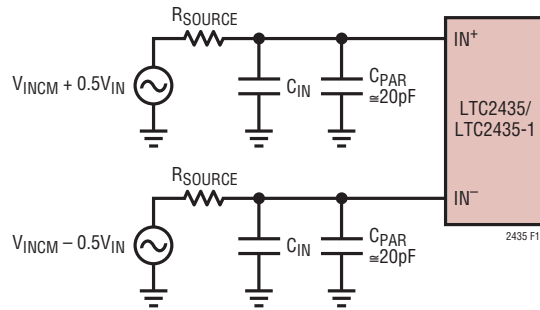 RSOURCE
VINCM + 0.5VIN
CIN
CPAR
≅20pF
IN+
LTC2435/
LTC2435-1
RSOURCE
VINCM – 0.5VIN
CIN
CPAR
≅20pF
IN–
2435 F1